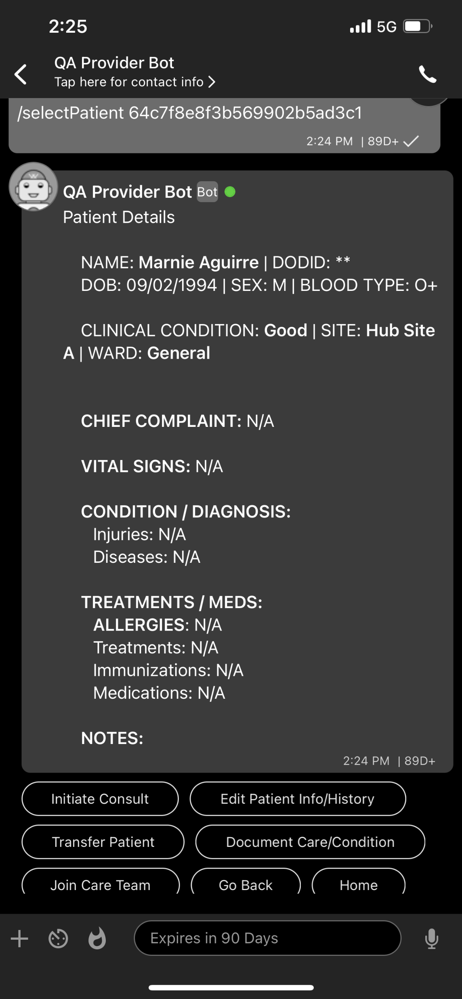 2:25
5G
QA Provider Bot
Tap here for contact info >
/selectPatient 64c7f8e8f3b569902b5ad3c1
2:24 PM | 89D+
W
QA Provider Bot Bot
Patient Details
NAME: Marnie Aguirre | DODID: **
DOB: 09/02/1994 | SEX: M | BLOOD TYPE: O+
CLINICAL CONDITION: Good | SITE: Hub Site
A | WARD: General
CHIEF COMPLAINT: N/A
VITAL SIGNS: N/A
CONDITION / DIAGNOSIS:
Injuries: N/A
Diseases: N/A
TREATMENTS / MEDS:
ALLERGIES: N/A
Treatments: N/A
Immunizations: N/A
Medications: N/A
NOTES:
2:24 PM | 89D+
Initiate Consult
Edit Patient Info/History
Transfer Patient
Document Care/Condition
Join Care Team
Go Back
Home
Expires in 90 Days